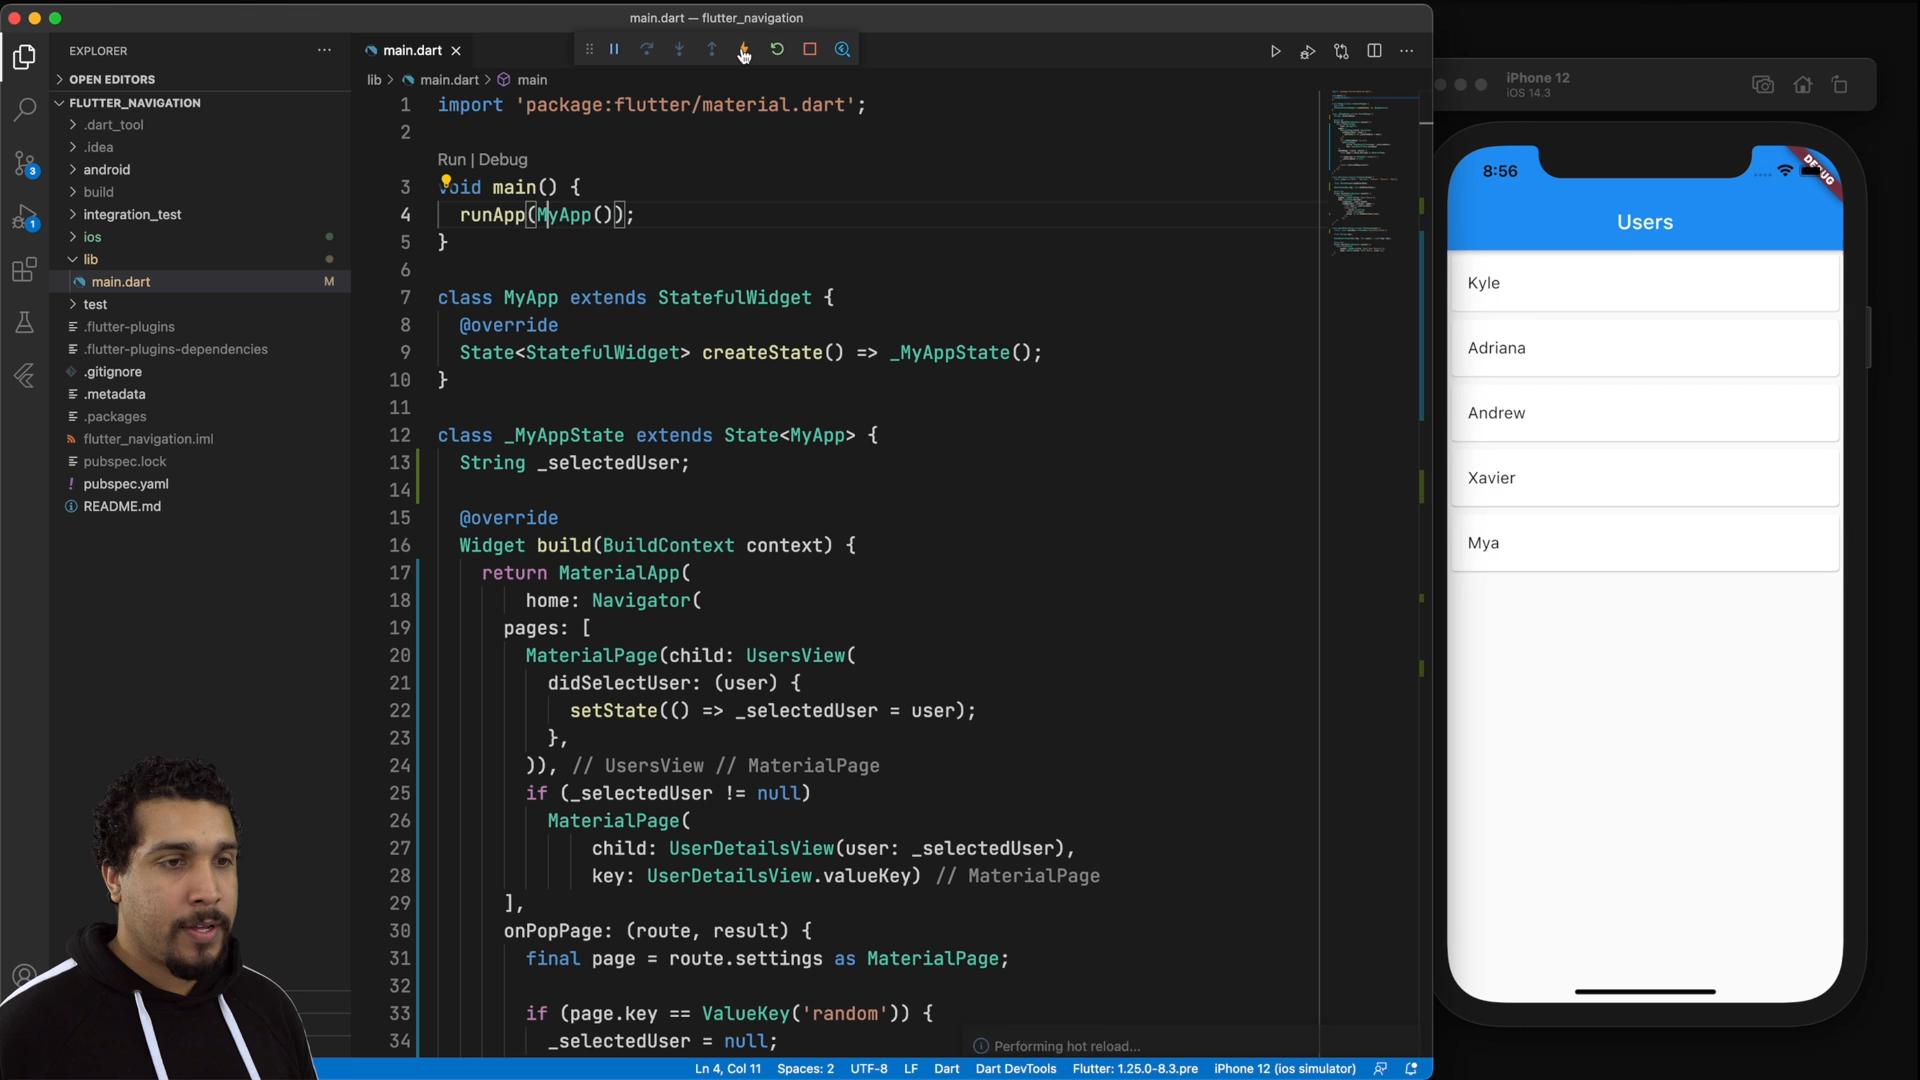 main.dart — flutter_navigation
EXPLORER
OPEN EDITORS
FLUTTER_NAVIGATION
.dart_tool
.idea
android
build
integration_test
ios
lib
main.dart M
test
.flutter-plugins
.flutter-plugins-dependencies
.gitignore
.metadata
.packages
flutter_navigation.iml
pubspec.lock
! pubspec.yaml
README.md
3
1
main.dart
lib > main.dart > main
1 import 'package:flutter/material.dart';
2
Run | Debug
3 void main() {
4 runApp(MyApp());
5 }
6
7 class MyApp extends StatefulWidget {
8 @override
9 State<StatefulWidget> createState() => _MyAppState();
10 }
11
12 class _MyAppState extends State<MyApp> {
13 String _selectedUser;
14
15 @override
16 Widget build(BuildContext context) {
17 return MaterialApp(
18 home: Navigator(
19 pages: [
20 MaterialPage(child: UsersView(
21 didSelectUser: (user) {
22 setState(() => _selectedUser = user);
23 },
24 )), // UsersView // MaterialPage
25 if (_selectedUser != null)
26 MaterialPage(
27 child: UserDetailsView(user: _selectedUser),
28 key: UserDetailsView.valueKey) // MaterialPage
29 ],
30 onPopPage: (route, result) {
31 final page = route.settings as MaterialPage;
32
33 if (page.key == ValueKey('random')) {
34 _selectedUser = null;
Performing hot reload...
Ln 4, Col 11 Spaces: 2 UTF-8 LF Dart Dart DevTools Flutter: 1.25.0-8.3.pre iPhone 12 (ios simulator)
iPhone 12
iOS 14.3
8:56
DEBUG
Users
Kyle
Adriana
Andrew
Xavier
Mya